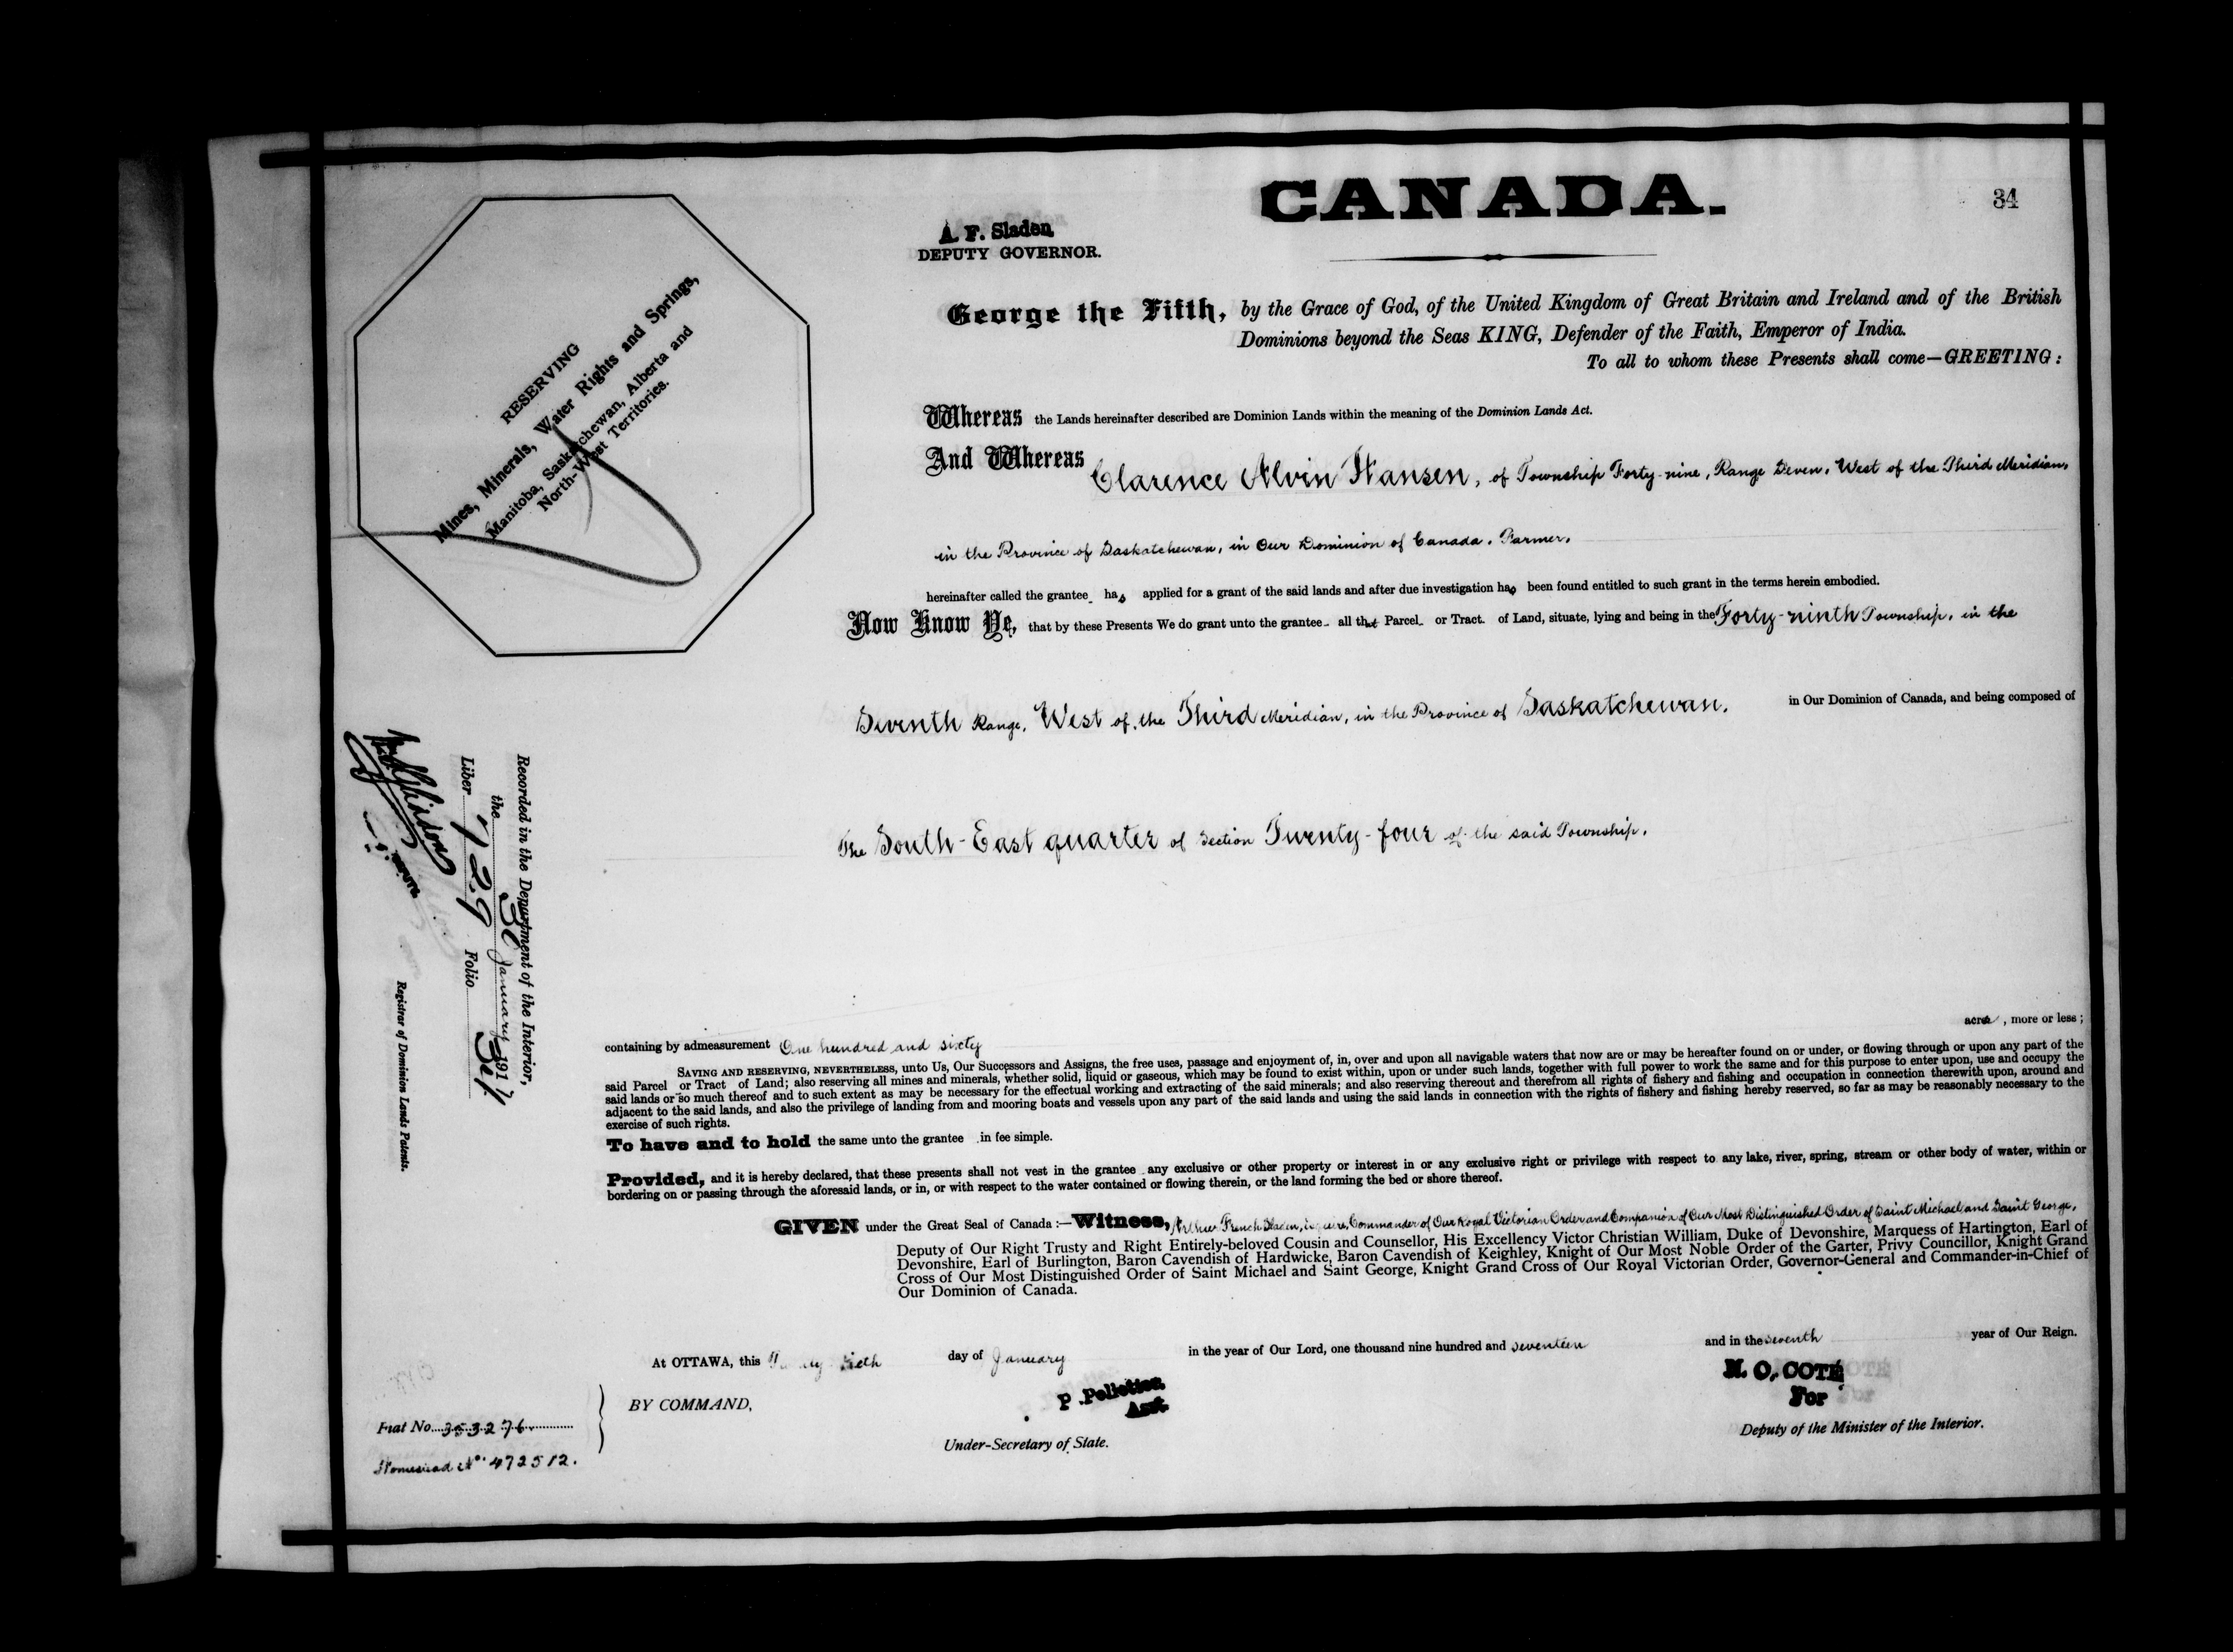 CANADA.
34
A. F. Sladen
DEPUTY GOVERNOR.
George the Fifth, by the Grace of God, of the United Kingdom of Great Britain and Ireland and of the British
Dominions beyond the Seas KING, Defender of the Faith, Emperor of India.
To all to whom these Presents shall come—GREETING:
RESERVING
Mines, Minerals, Water Rights and Springs,
Manitoba, Saskatchewan, Alberta and
North-West Territories.
Whereas the Lands hereinafter described are Dominion Lands within the meaning of the Dominion Lands Act.
And Whereas Clarence Alvin Hansen, of Township Forty-nine, Range Seven, West of the Third Meridian,
in the Province of Saskatchewan, in Our Dominion of Canada, Farmer,
hereinafter called the grantee has applied for a grant of the said lands and after due investigation has been found entitled to such grant in the terms herein embodied.
Now Know Ye, that by these Presents We do grant unto the grantee all that Parcel or Tract of Land, situate, lying and being in the Forty-ninth Township, in the
Seventh Range, West of the Third Meridian, in the Province of Saskatchewan, in Our Dominion of Canada, and being composed of
The South-East quarter of Section Twenty-four of the said Township.
Recorded in the Department of the Interior,
the 30 January 1917
Liber 729 Folio 34
Registrar of Dominion Lands Patents.
containing by admeasurement One hundred and sixty acres, more or less;
SAVING AND RESERVING, NEVERTHELESS, unto Us, Our Successors and Assigns, the free uses, passage and enjoyment of, in, over and upon all navigable waters that now are or may be hereafter found on or under, or flowing through or upon any part of the
said Parcel or Tract of Land; also reserving all mines and minerals, whether solid, liquid or gaseous, which may be found to exist within, upon or under such lands, together with full power to work the same and for this purpose to enter upon, use and occupy the
said lands or so much thereof and to such extent as may be necessary for the effectual working and extracting of the said minerals; and also reserving thereout and therefrom all rights of fishery and fishing and occupation in connection therewith upon, around and
adjacent to the said lands, and also the privilege of landing from and mooring boats and vessels upon any part of the said lands and using the said lands in connection with the rights of fishery and fishing hereby reserved, so far as may be reasonably necessary to the
exercise of such rights.
To have and to hold the same unto the grantee in fee simple.
Provided, and it is hereby declared, that these presents shall not vest in the grantee any exclusive or other property or interest in or any exclusive right or privilege with respect to any lake, river, spring, stream or other body of water, within or
bordering on or passing through the aforesaid lands, or in, or with respect to the water contained or flowing therein, or the land forming the bed or shore thereof.
GIVEN under the Great Seal of Canada:—Witness, Arthur French Sladen, Esquire, Commander of Our Royal Victorian Order and Companion of Our Most Distinguished Order of Saint Michael and Saint George,
Deputy of Our Right Trusty and Right Entirely-beloved Cousin and Counsellor, His Excellency Victor Christian William, Duke of Devonshire, Marquess of Hartington, Earl of
Devonshire, Earl of Burlington, Baron Cavendish of Hardwicke, Baron Cavendish of Keighley, Knight of Our Most Noble Order of the Garter, Privy Councillor, Knight Grand
Cross of Our Most Distinguished Order of Saint Michael and Saint George, Knight Grand Cross of Our Royal Victorian Order, Governor-General and Commander-in-Chief of
Our Dominion of Canada.
At OTTAWA, this day of January in the year of Our Lord, one thousand nine hundred and seventeen and in the seventh year of Our Reign.
BY COMMAND,
P. Pelletier,
Asst.
Under-Secretary of State.
N. O. COTÉ
For
Deputy of the Minister of the Interior.
Fiat No. 353276.
Homestead No. 472512.